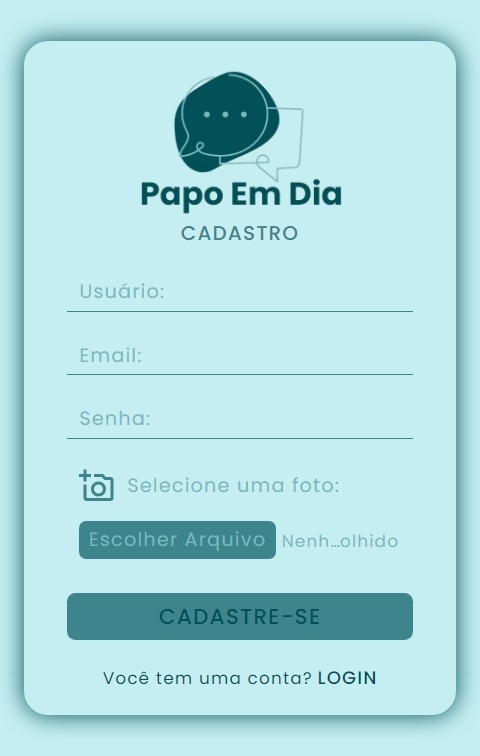 Papo Em Dia
CADASTRO
Usuário:
Email:
Senha:
Selecione uma foto:
Escolher Arquivo Nenh...olhido
CADASTRE-SE
Você tem uma conta? LOGIN